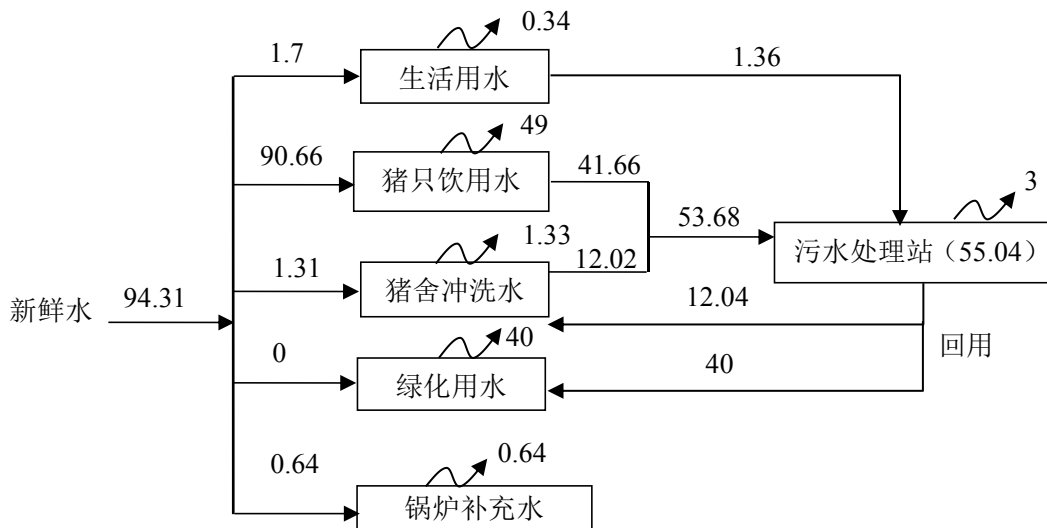 0.34
1.7
生活用水
1.36
49
90.66
猪只饮用水
41.66
3
1.33
53.68
污水处理站（55.04）
1.31
猪舍冲洗水
12.02
新鲜水
94.31
12.04
0
40
回用
绿化用水
40
0.64
0.64
锅炉补充水